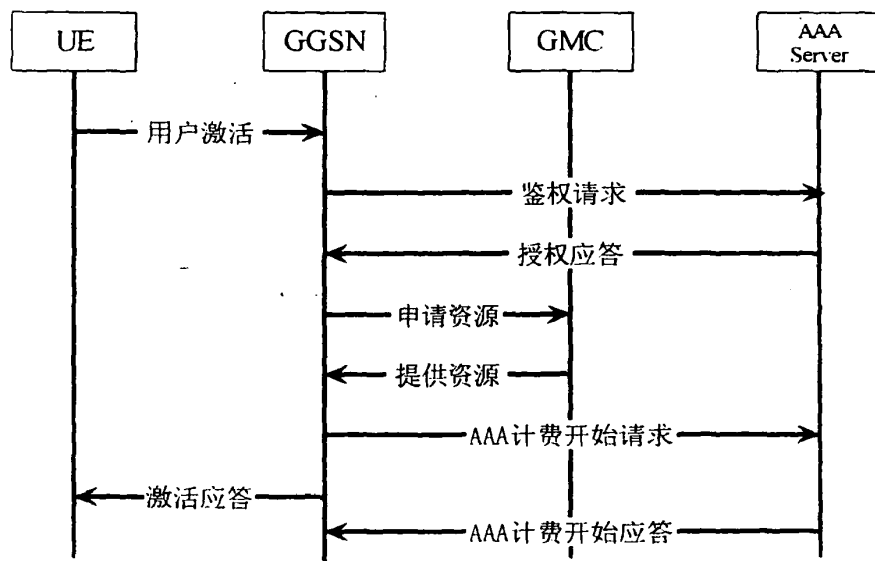 UE
GGSN
GMC
AAA
Server
用户激活
鉴权请求
授权应答
申请资源
提供资源
AAA计费开始请求
激活应答
AAA计费开始应答